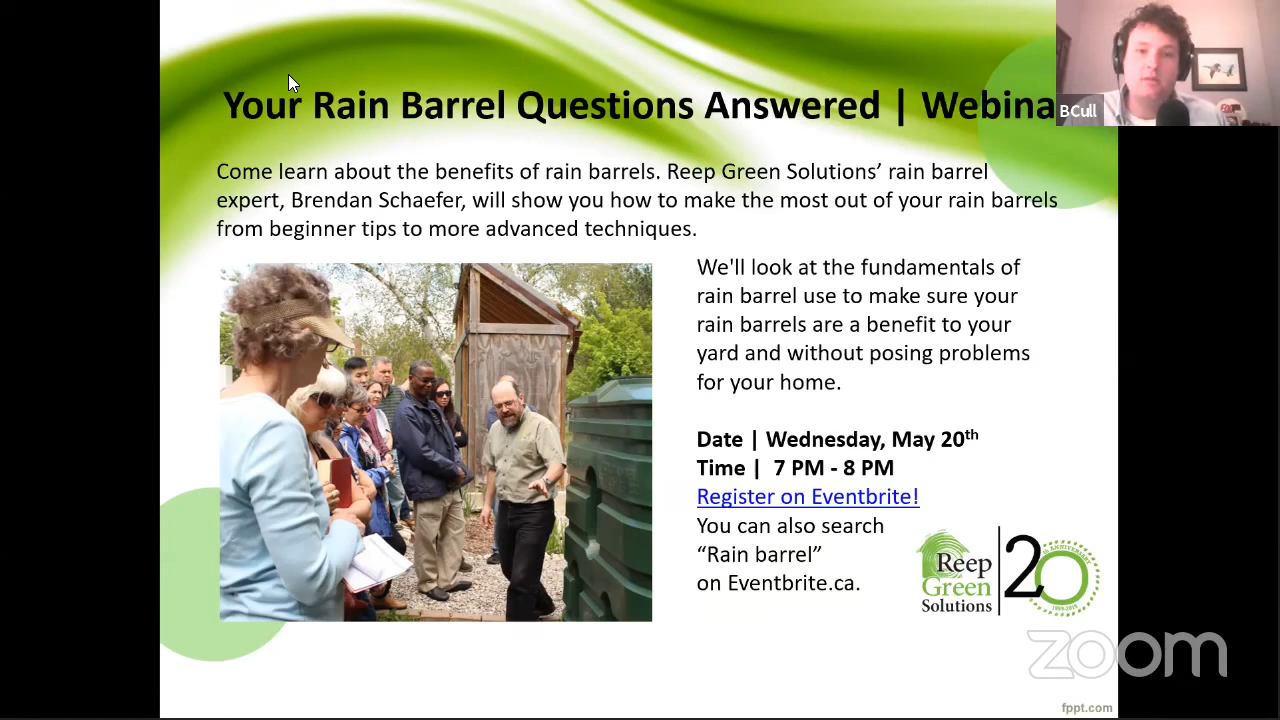 Your Rain Barrel Questions Answered | Webina
BCull
Come learn about the benefits of rain barrels. Reep Green Solutions’ rain barrel
expert, Brendan Schaefer, will show you how to make the most out of your rain barrels
from beginner tips to more advanced techniques.
We'll look at the fundamentals of
rain barrel use to make sure your
rain barrels are a benefit to your
yard and without posing problems
for your home.
Date | Wednesday, May 20th
Time | 7 PM - 8 PM
Register on Eventbrite!
You can also search
“Rain barrel”
on Eventbrite.ca.
Reep
Green
Solutions
20
zoom
fppt.com